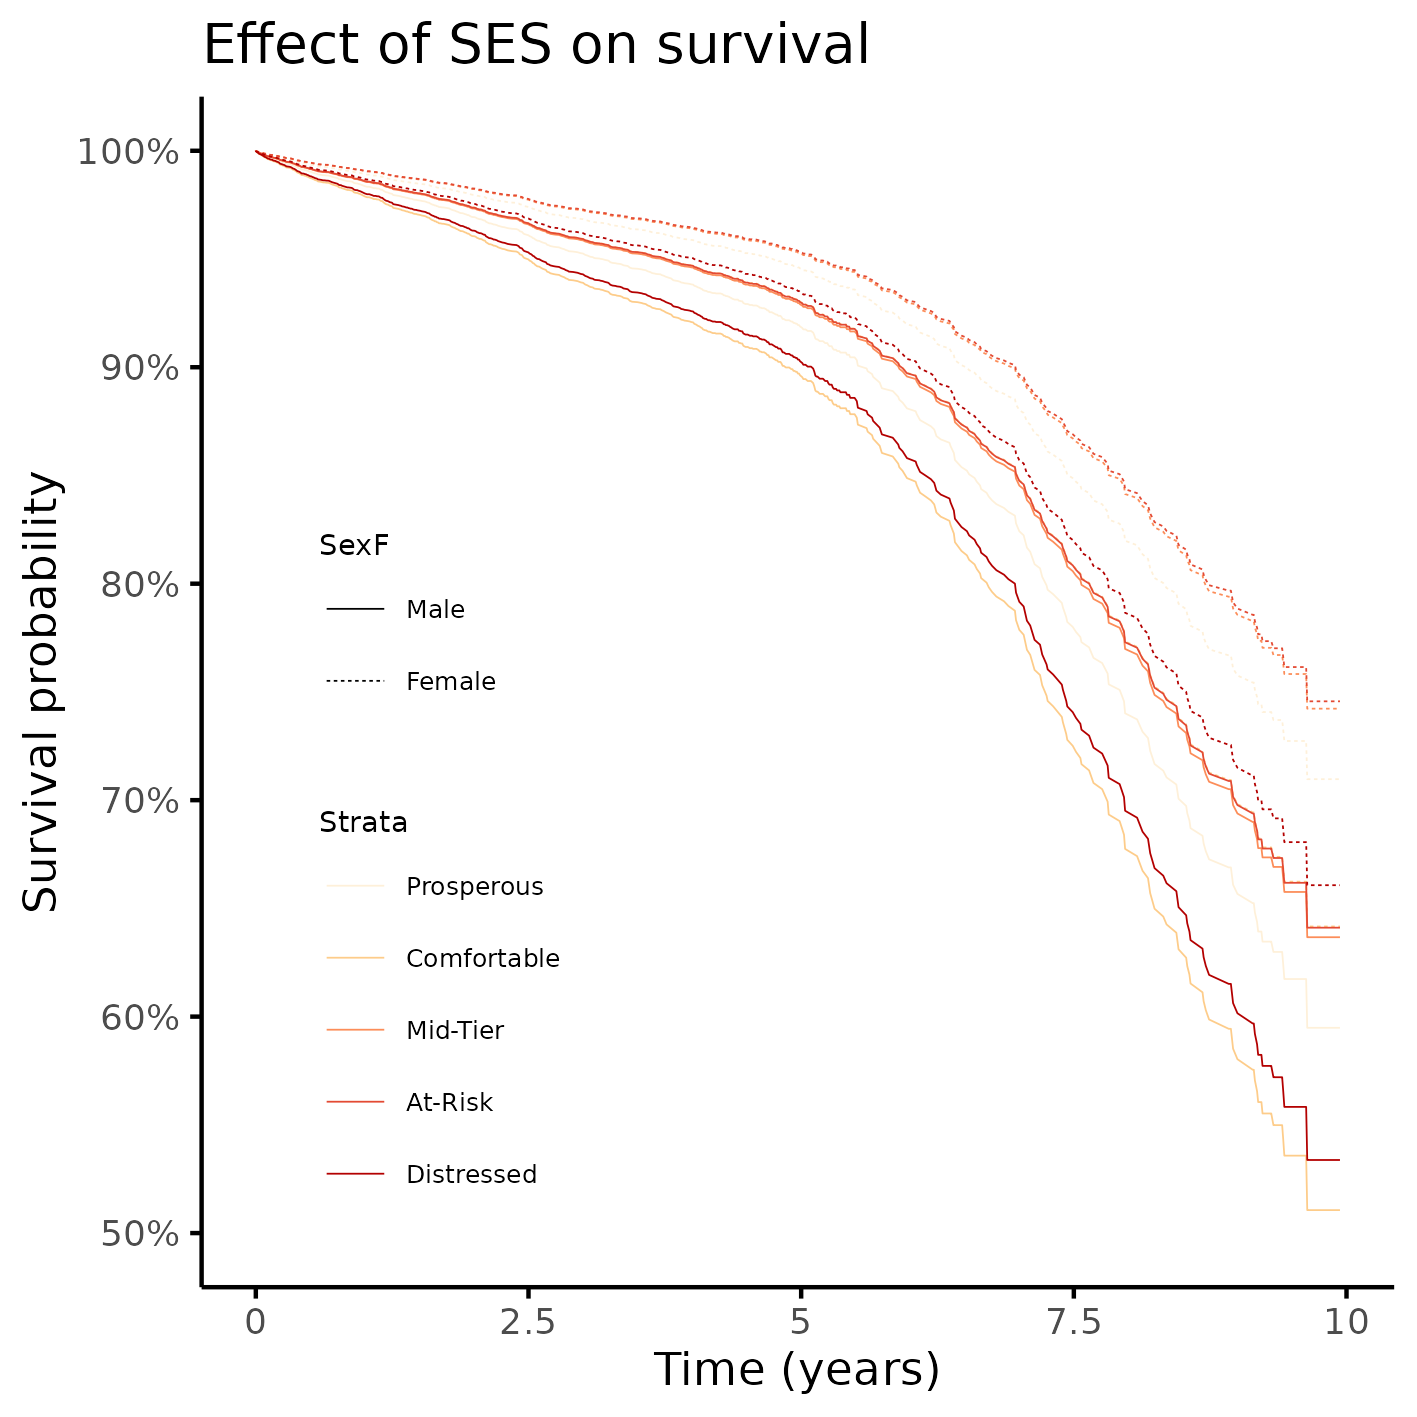 Effect of SES on survival
100%
90%
80%
70%
60%
50%
Survival probability
SexF
Male
Female
Strata
Prosperous
Comfortable
Mid-Tier
At-Risk
Distressed
0 2.5 5 7.5 10
Time (years)